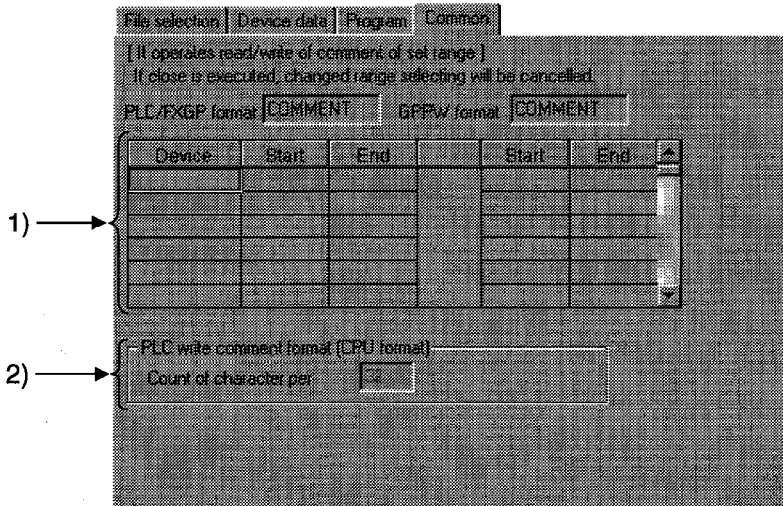 File selection Device data Program Common
[ It operates read/write of comment of set range ]
If close is executed, changed range selecting will be cancelled.
PLC/FXGP format COMMENT GPPW format COMMENT
Device Start End Start End
1)
PLC write comment format (CPU format)
2)
Count of character per